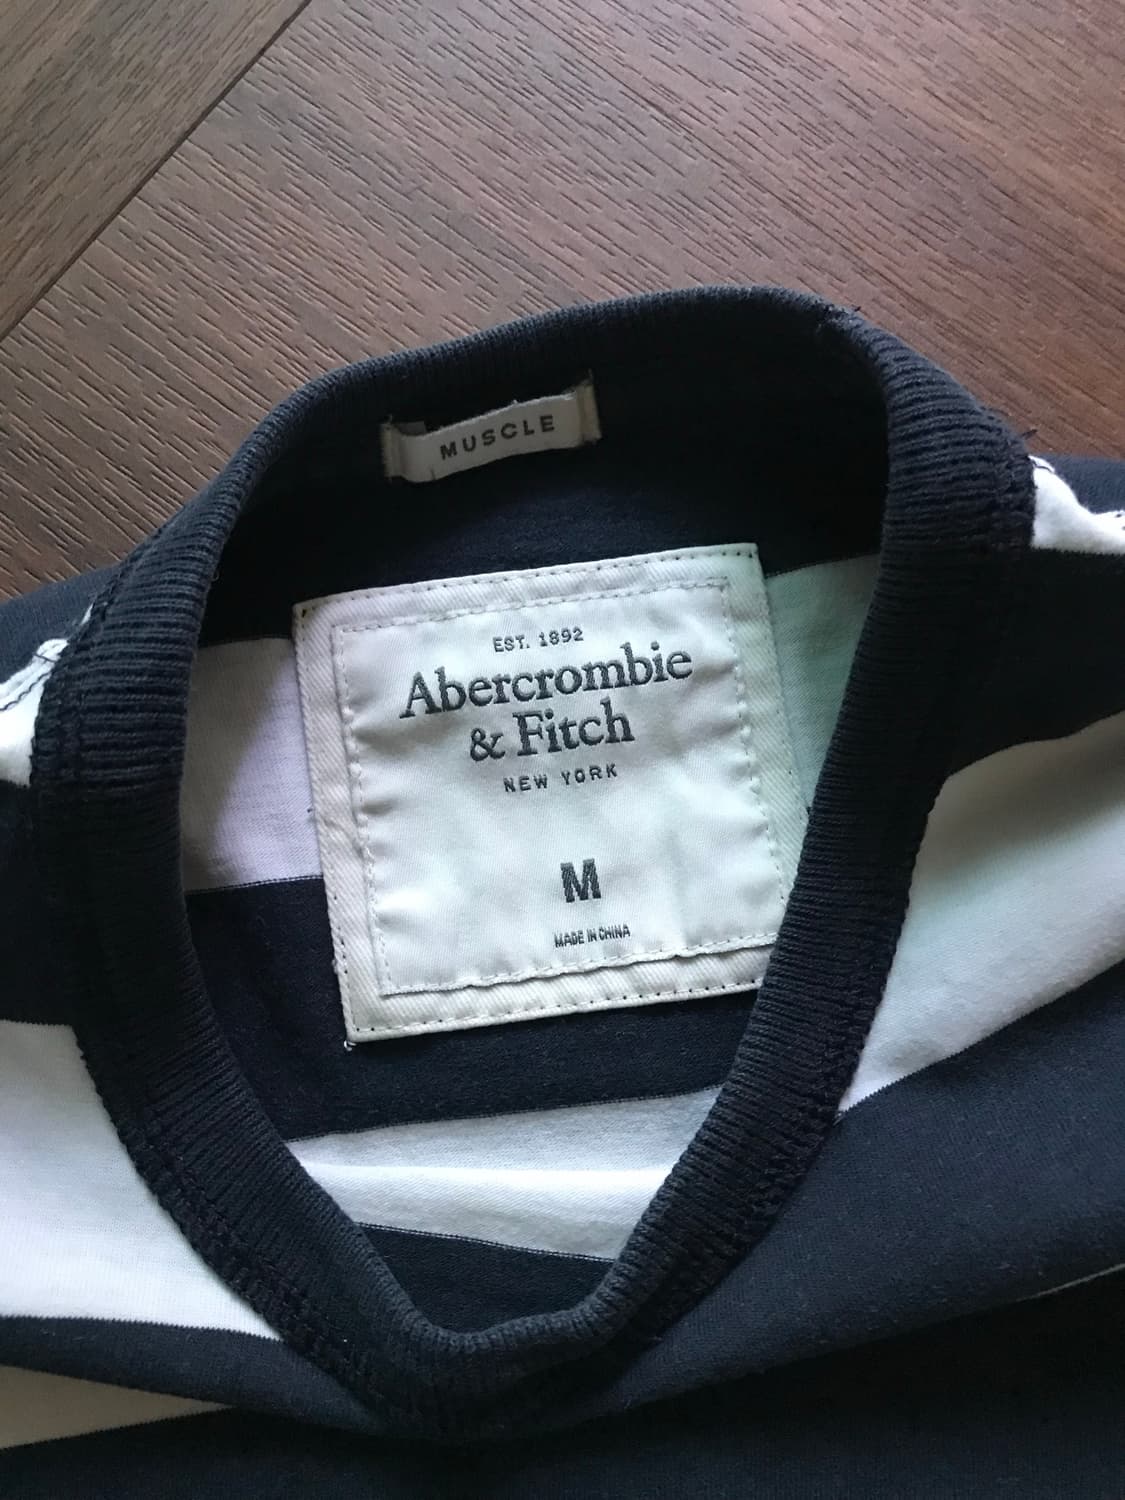 MUSCLE
EST. 1892
Abercrombie
& Fitch
NEW YORK
M
MADE IN CHINA